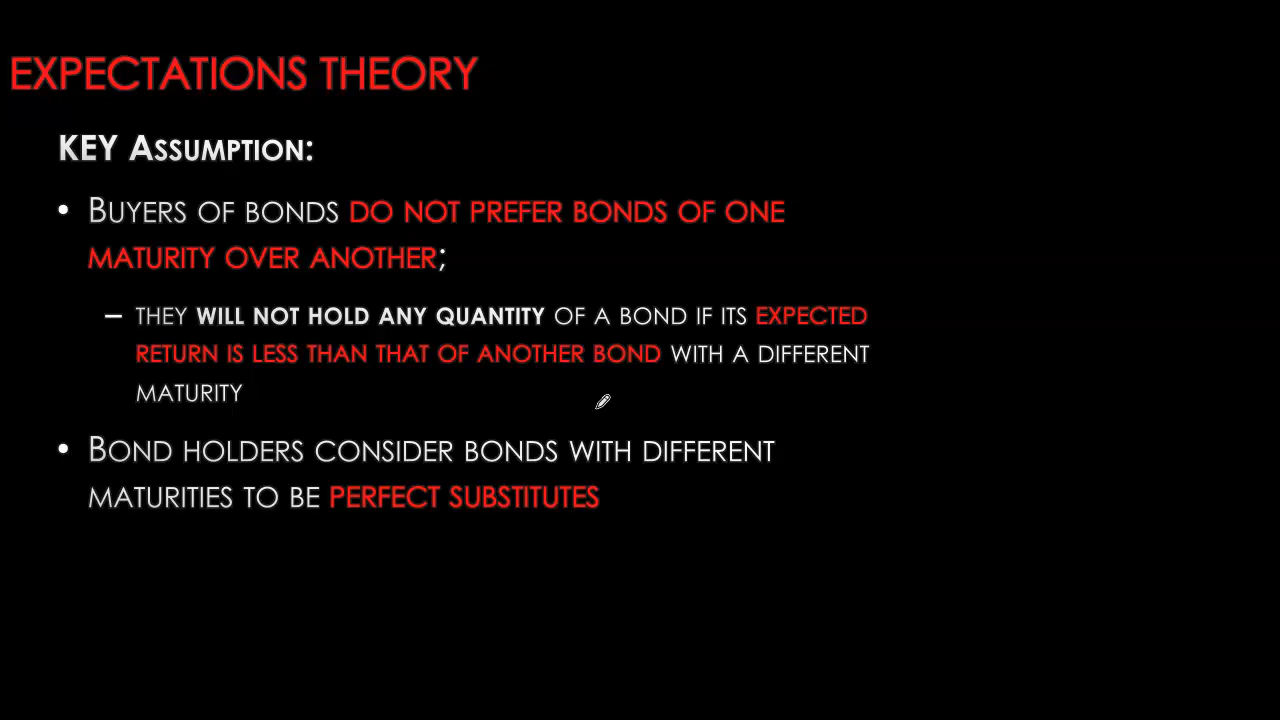 EXPECTATIONS THEORY
KEY ASSUMPTION:
• BUYERS OF BONDS DO NOT PREFER BONDS OF ONE
MATURITY OVER ANOTHER;
– THEY WILL NOT HOLD ANY QUANTITY OF A BOND IF ITS EXPECTED
RETURN IS LESS THAN THAT OF ANOTHER BOND WITH A DIFFERENT
MATURITY
• BOND HOLDERS CONSIDER BONDS WITH DIFFERENT
MATURITIES TO BE PERFECT SUBSTITUTES